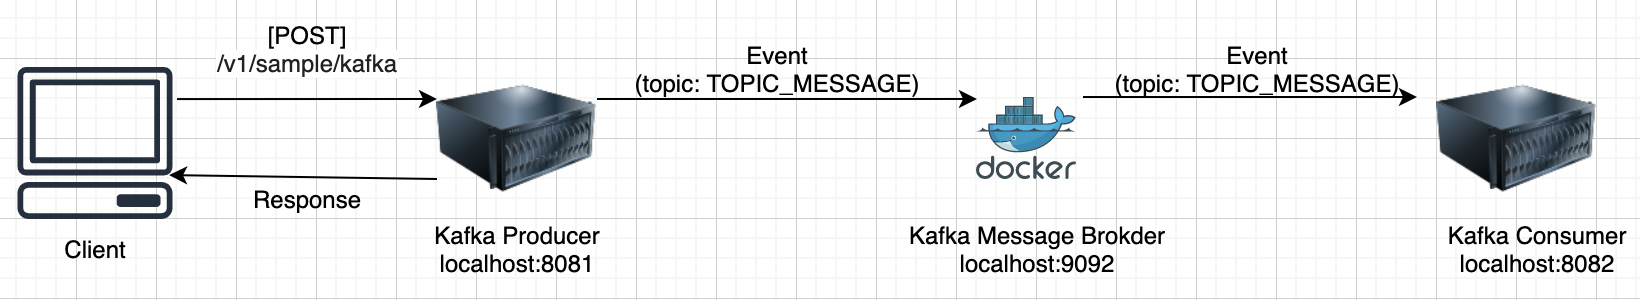 [POST]
/v1/sample/kafka
Event
(topic: TOPIC_MESSAGE)
Event
(topic: TOPIC_MESSAGE)
docker
Response
Client
Kafka Producer
localhost:8081
Kafka Message Brokder
localhost:9092
Kafka Consumer
localhost:8082